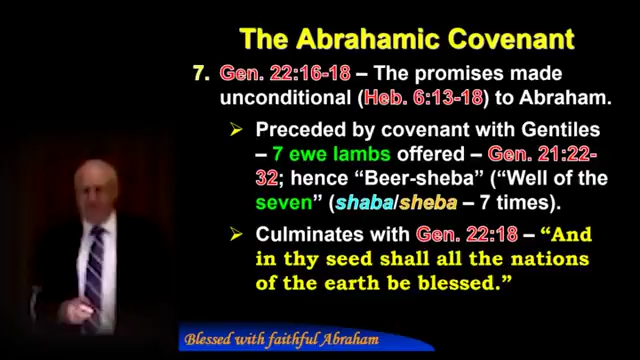 The Abrahamic Covenant
7. Gen. 22:16-18 – The promises made
unconditional (Heb. 6:13-18) to Abraham.
➢ Preceded by covenant with Gentiles
– 7 ewe lambs offered – Gen. 21:22-
32; hence “Beer-sheba” (“Well of the
seven” (shaba/sheba – 7 times).
➢ Culminates with Gen. 22:18 – “And
in thy seed shall all the nations
of the earth be blessed.”
Blessed with faithful Abraham